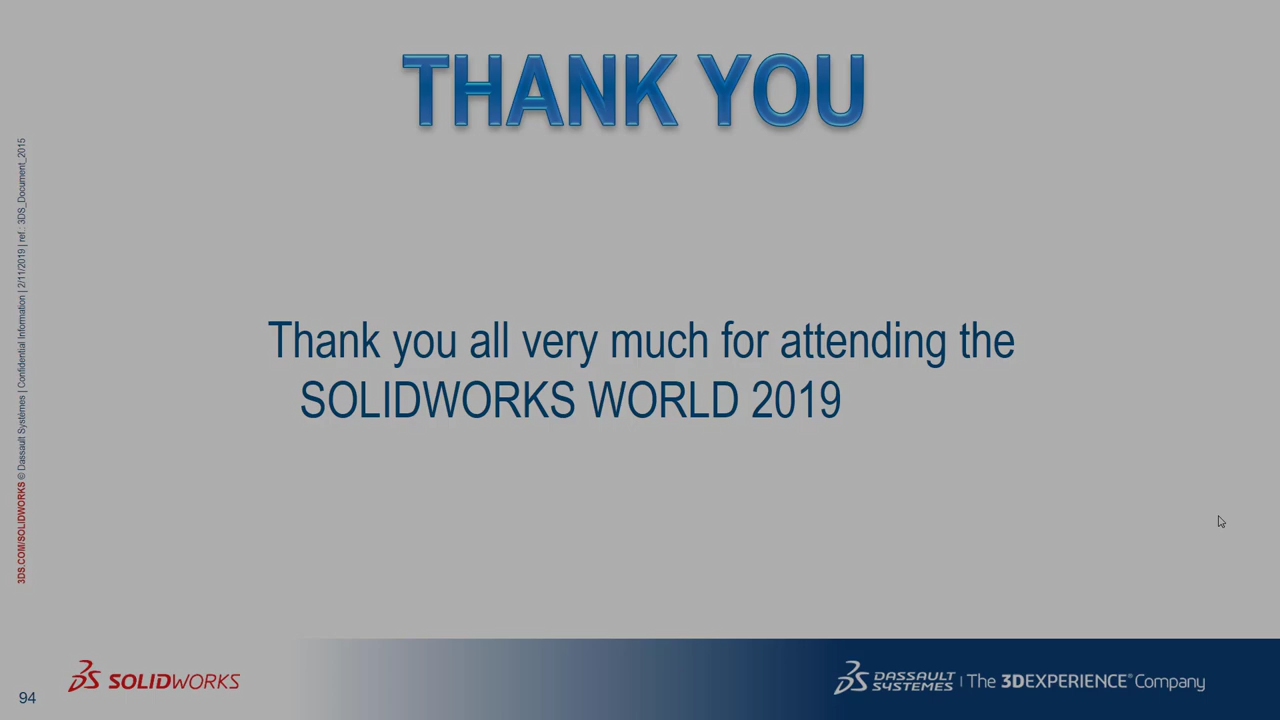 THANK YOU
Thank you all very much for attending the
SOLIDWORKS WORLD 2019
3DS.COM/SOLIDWORKS © Dassault Systèmes | Confidential Information | 2/11/2019 | ref.: 3DS_Document_2015
94
SOLIDWORKS
DASSAULT SYSTEMES | The 3DEXPERIENCE® Company